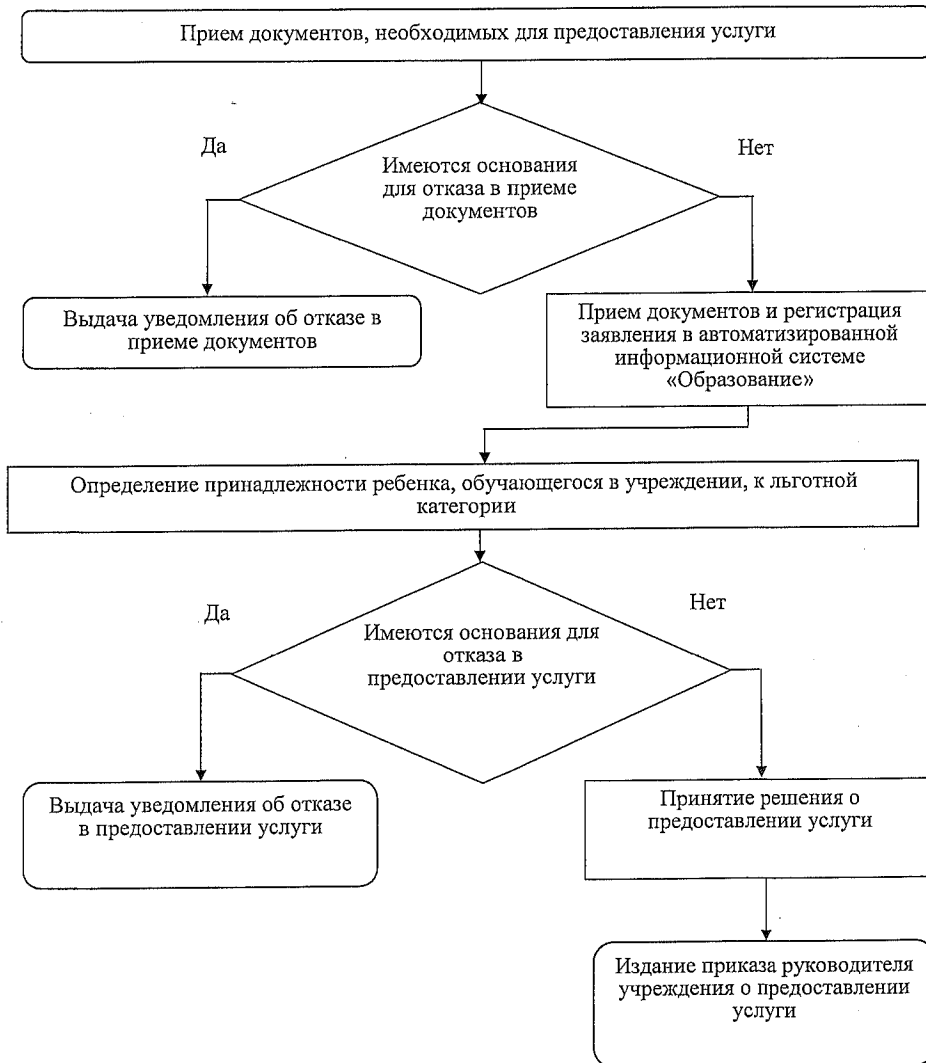 Прием документов, необходимых для предоставления услуги
Да
Нет
Имеются основания
для отказа в приеме
документов
Выдача уведомления об отказе в
приеме документов
Прием документов и регистрация
заявления в автоматизированной
информационной системе
«Образование»
Определение принадлежности ребенка, обучающегося в учреждении, к льготной
категории
Да
Нет
Имеются основания для
отказа в
предоставлении услуги
Выдача уведомления об отказе
в предоставлении услуги
Принятие решения о
предоставлении услуги
Издание приказа руководителя
учреждения о предоставлении
услуги